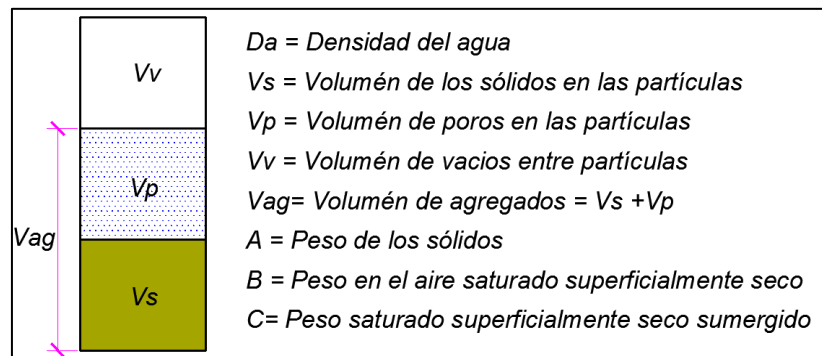 Vv
Vp
Vag
Vs
Da = Densidad del agua
Vs = Volumén de los sólidos en las partículas
Vp = Volumén de poros en las partículas
Vv = Volumén de vacios entre partículas
Vag= Volumén de agregados = Vs +Vp
A = Peso de los sólidos
B = Peso en el aire saturado superficialmente seco
C= Peso saturado superficialmente seco sumergido